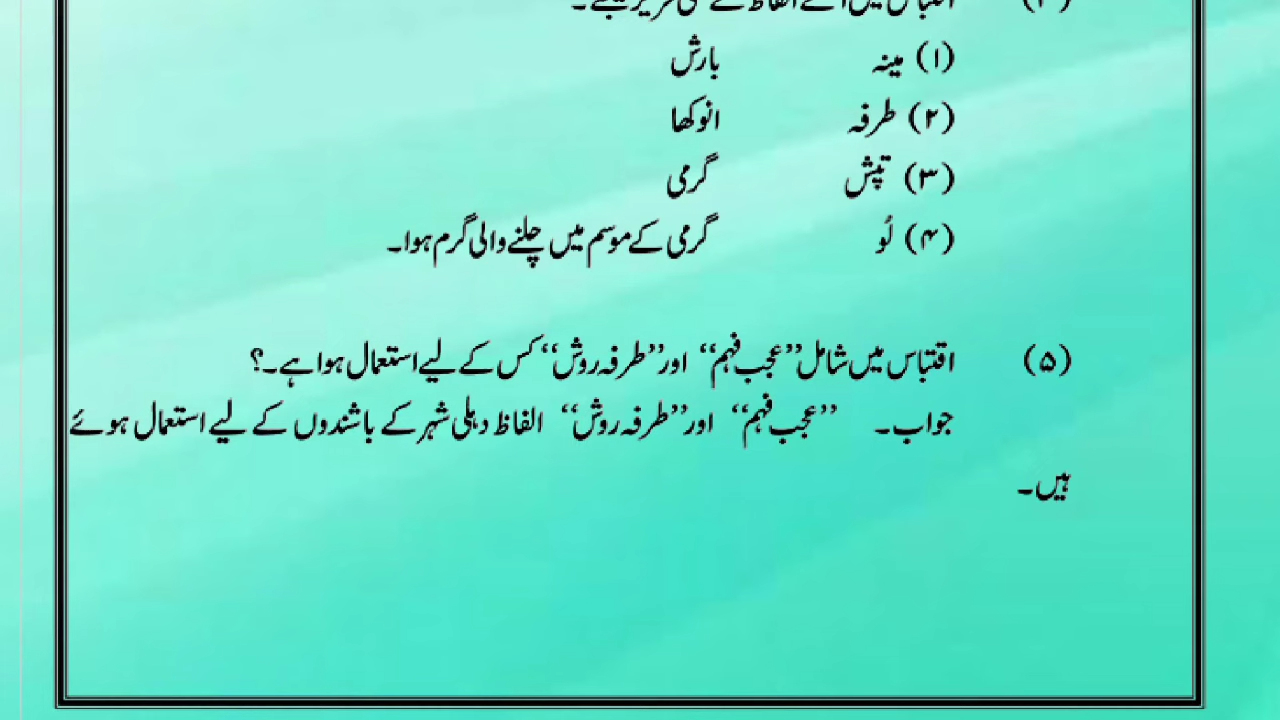 اقتباس میں
(۱) مینہ بارش
(۲) طرفہ انوکھا
(۳) تپش گرمی
(۴) لُو گرمی کے موسم میں چلنے والی گرم ہوا۔
(۵) اقتباس میں شامل ’’عجب فہم‘‘ اور ’’طرفہ روش‘‘ کس کے لیے استعمال ہوا ہے۔؟
جواب۔ ’’عجب فہم‘‘ اور ’’طرفہ روش‘‘ الفاظ دہلی شہر کے باشندوں کے لیے استعمال ہوئے
ہیں۔